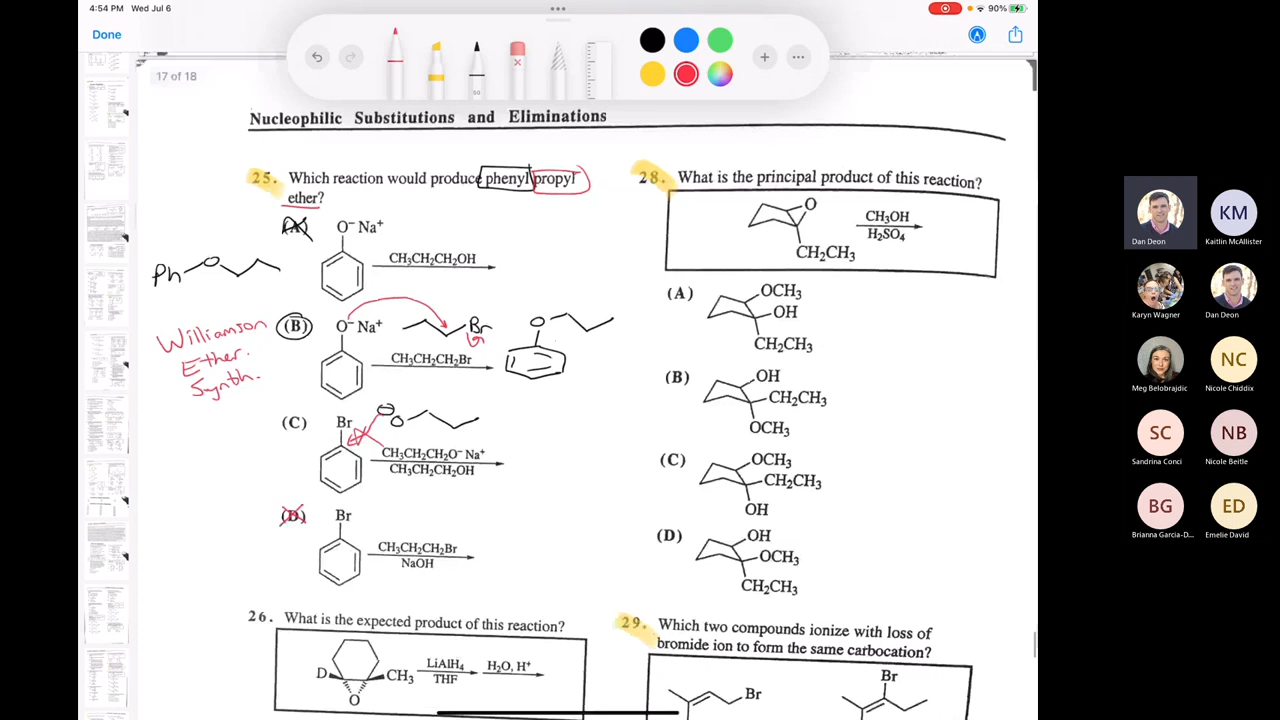 4:54 PM Wed Jul 6
90%
Done
17 of 18
Nucleophilic Substitutions and Eliminations
25. Which reaction would produce phenyl propyl
ether?
(A)
O⁻ Na⁺
CH₃CH₂CH₂OH
Ph
O
Williamson
Ether
Synth.
(B)
O⁻ Na⁺
Br
CH₃CH₂CH₂Br
O
(C)
Br
O
CH₃CH₂CH₂O⁻ Na⁺
CH₃CH₂CH₂OH
(D)
Br
CH₃CH₂CH₂Br
NaOH
26. What is the expected product of this reaction?
D
CH₃
O
LiAlH₄
THF
H₂O, H⁺
28. What is the principal product of this reaction?
O
CH₂CH₃
CH₃OH
H₂SO₄
(A)
OCH₃
OH
CH₂CH₃
(B)
OH
CH₂CH₃
OCH₃
(C)
OCH₃
CH₂CH₃
OH
(D)
OH
OCH₃
CH₂CH₃
29. Which two compounds ionize with loss of
bromide ion to form the same carbocation?
Br
Br
Dan Deon
KM
Kaitlin McAllister
Karyn Wagner
Dan Deon
Meg Belobrajdic
NC
Nicole Chiddix
SC
Sandrina Conci
NB
Nicole Beitle
BG
Brianna Garcia-D...
ED
Emelie David